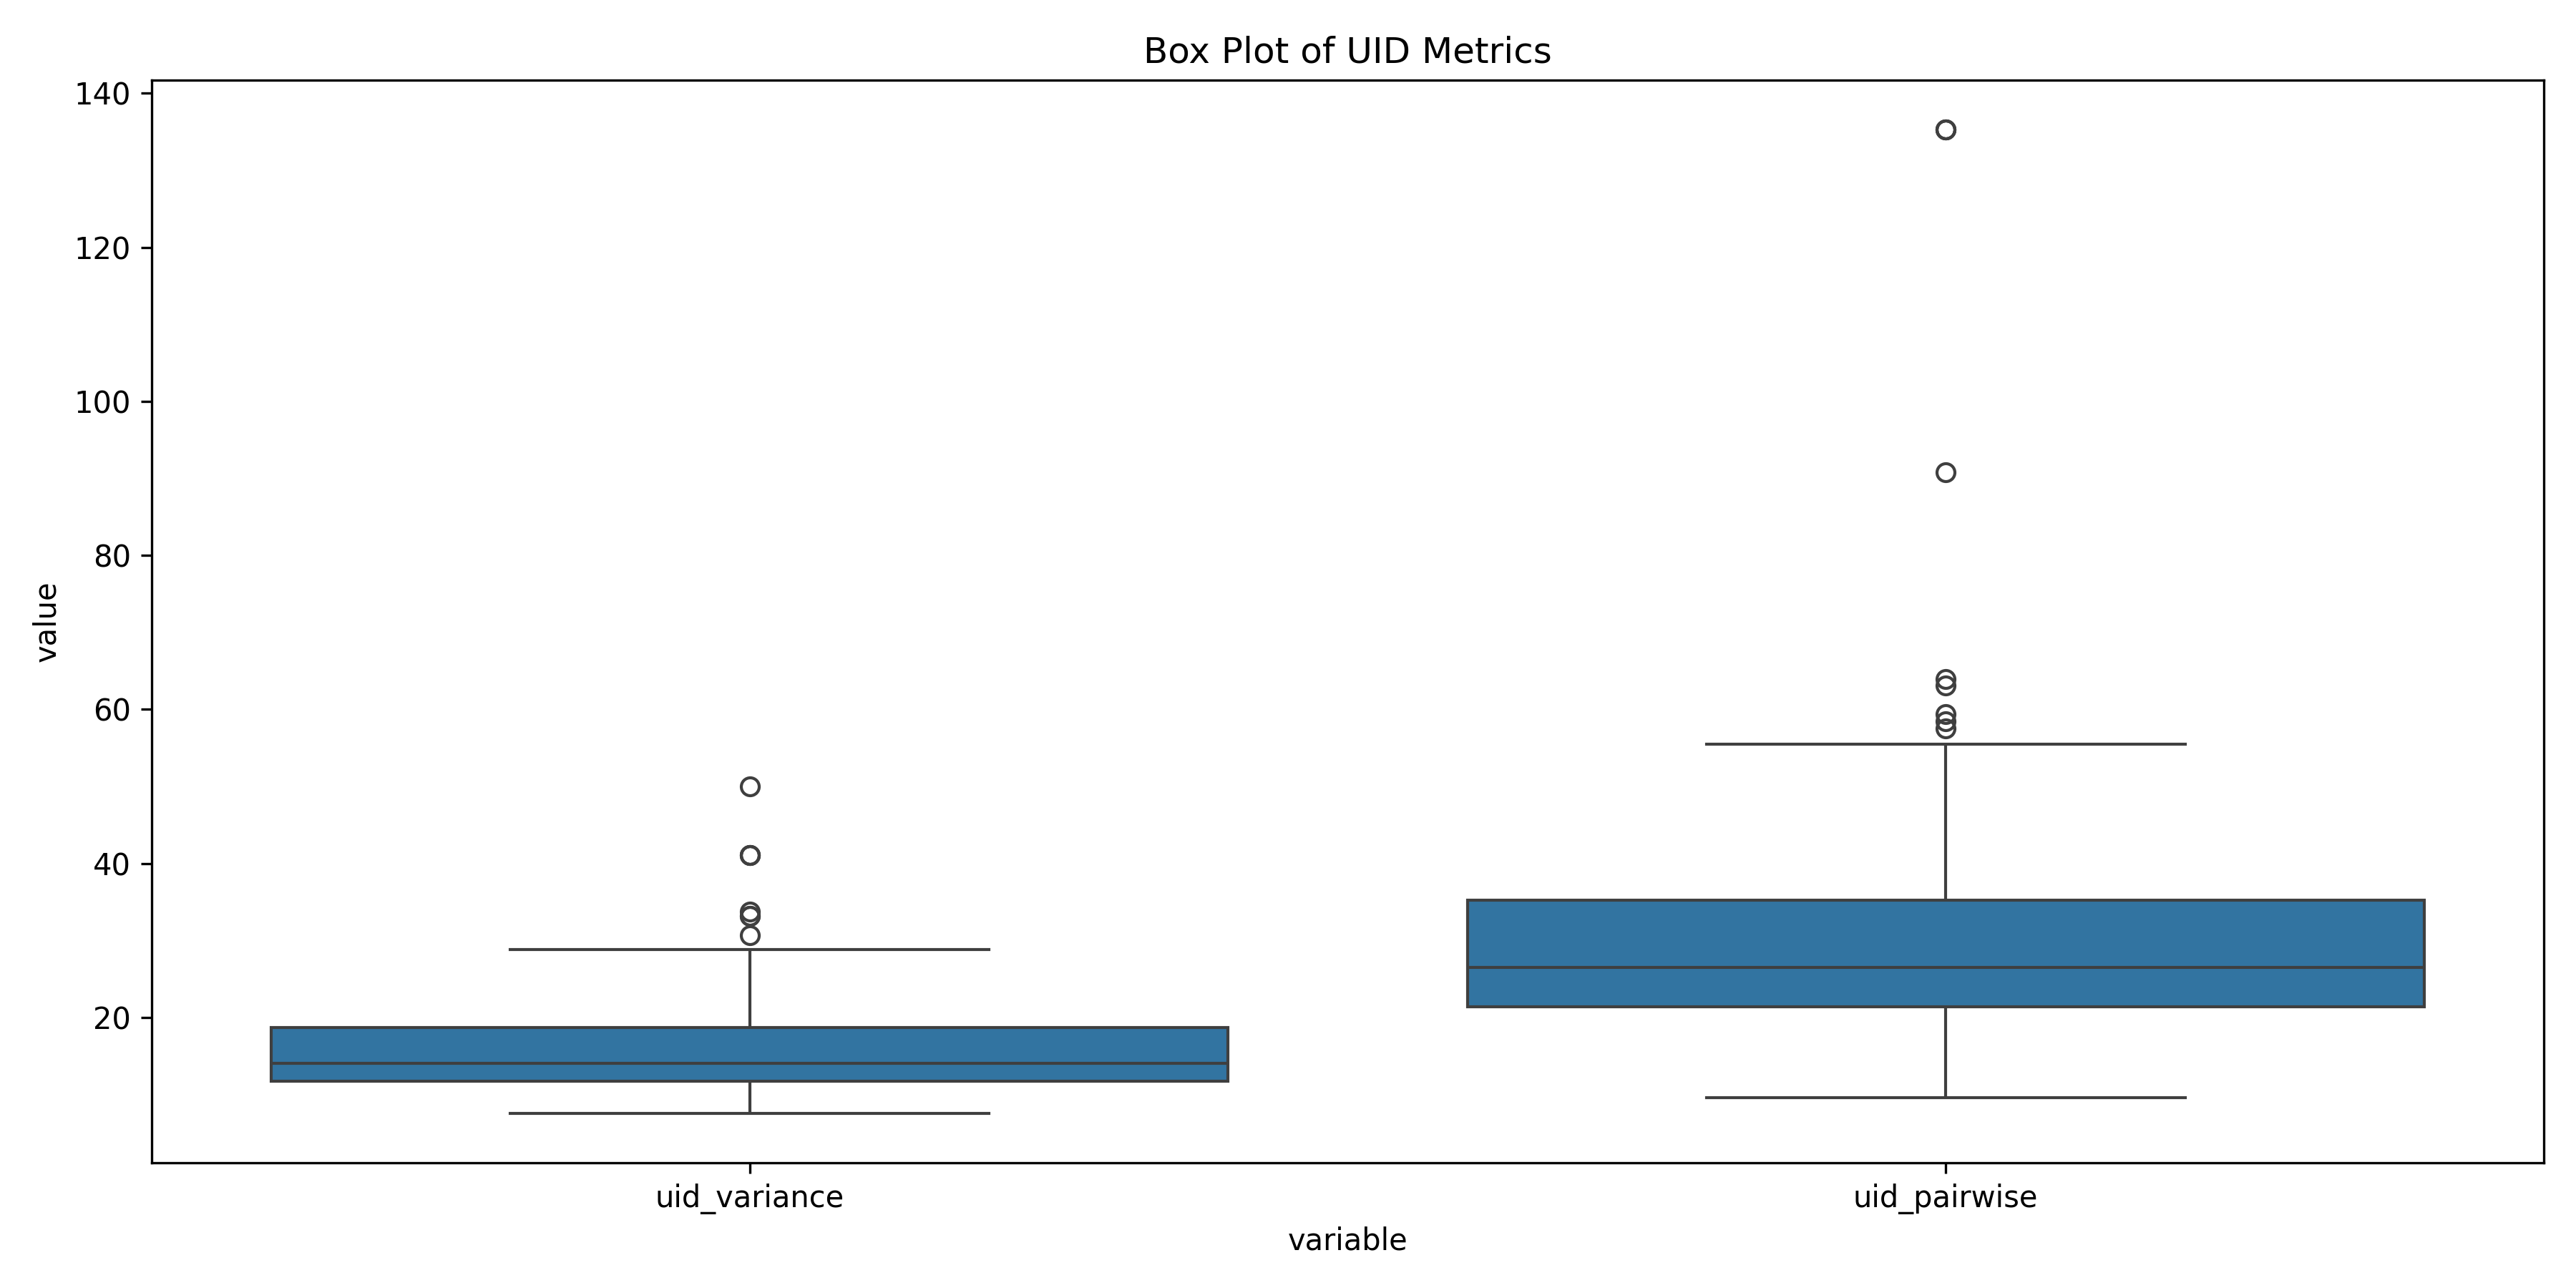 Box Plot of UID Metrics
140
120
100
80
60
40
20
value
uid_variance
uid_pairwise
variable